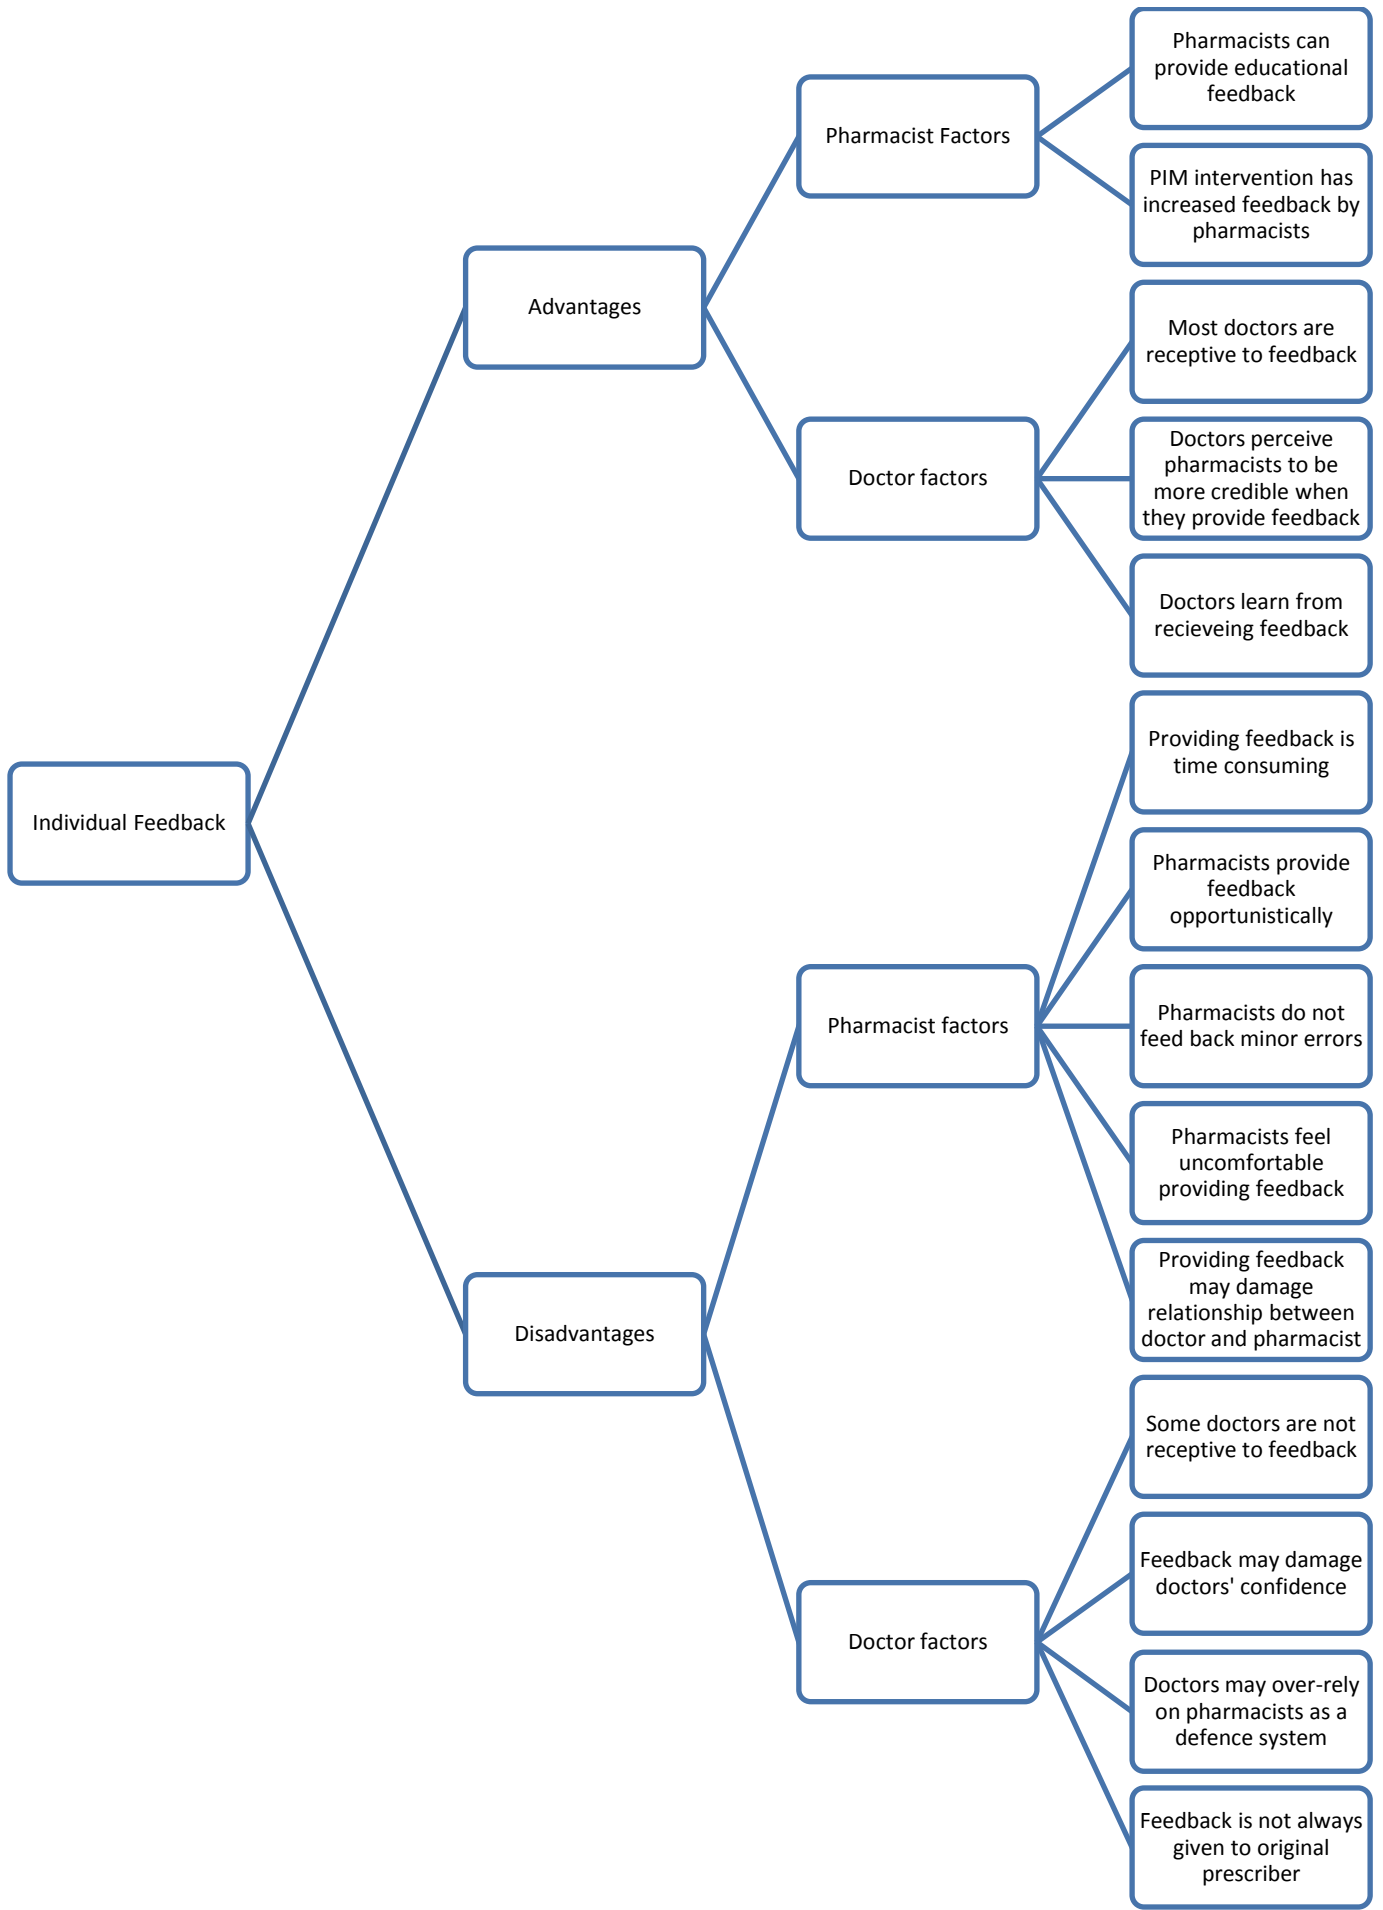 Individual Feedback
Advantages
Pharmacist Factors
Pharmacists can
provide educational
feedback
PIM intervention has
increased feedback by
pharmacists
Doctor factors
Most doctors are
receptive to feedback
Doctors perceive
pharmacists to be
more credible when
they provide feedback
Doctors learn from
recieveing feedback
Disadvantages
Pharmacist factors
Providing feedback is
time consuming
Pharmacists provide
feedback
opportunistically
Pharmacists do not
feed back minor errors
Pharmacists feel
uncomfortable
providing feedback
Providing feedback
may damage
relationship between
doctor and pharmacist
Doctor factors
Some doctors are not
receptive to feedback
Feedback may damage
doctors' confidence
Doctors may over-rely
on pharmacists as a
defence system
Feedback is not always
given to original
prescriber